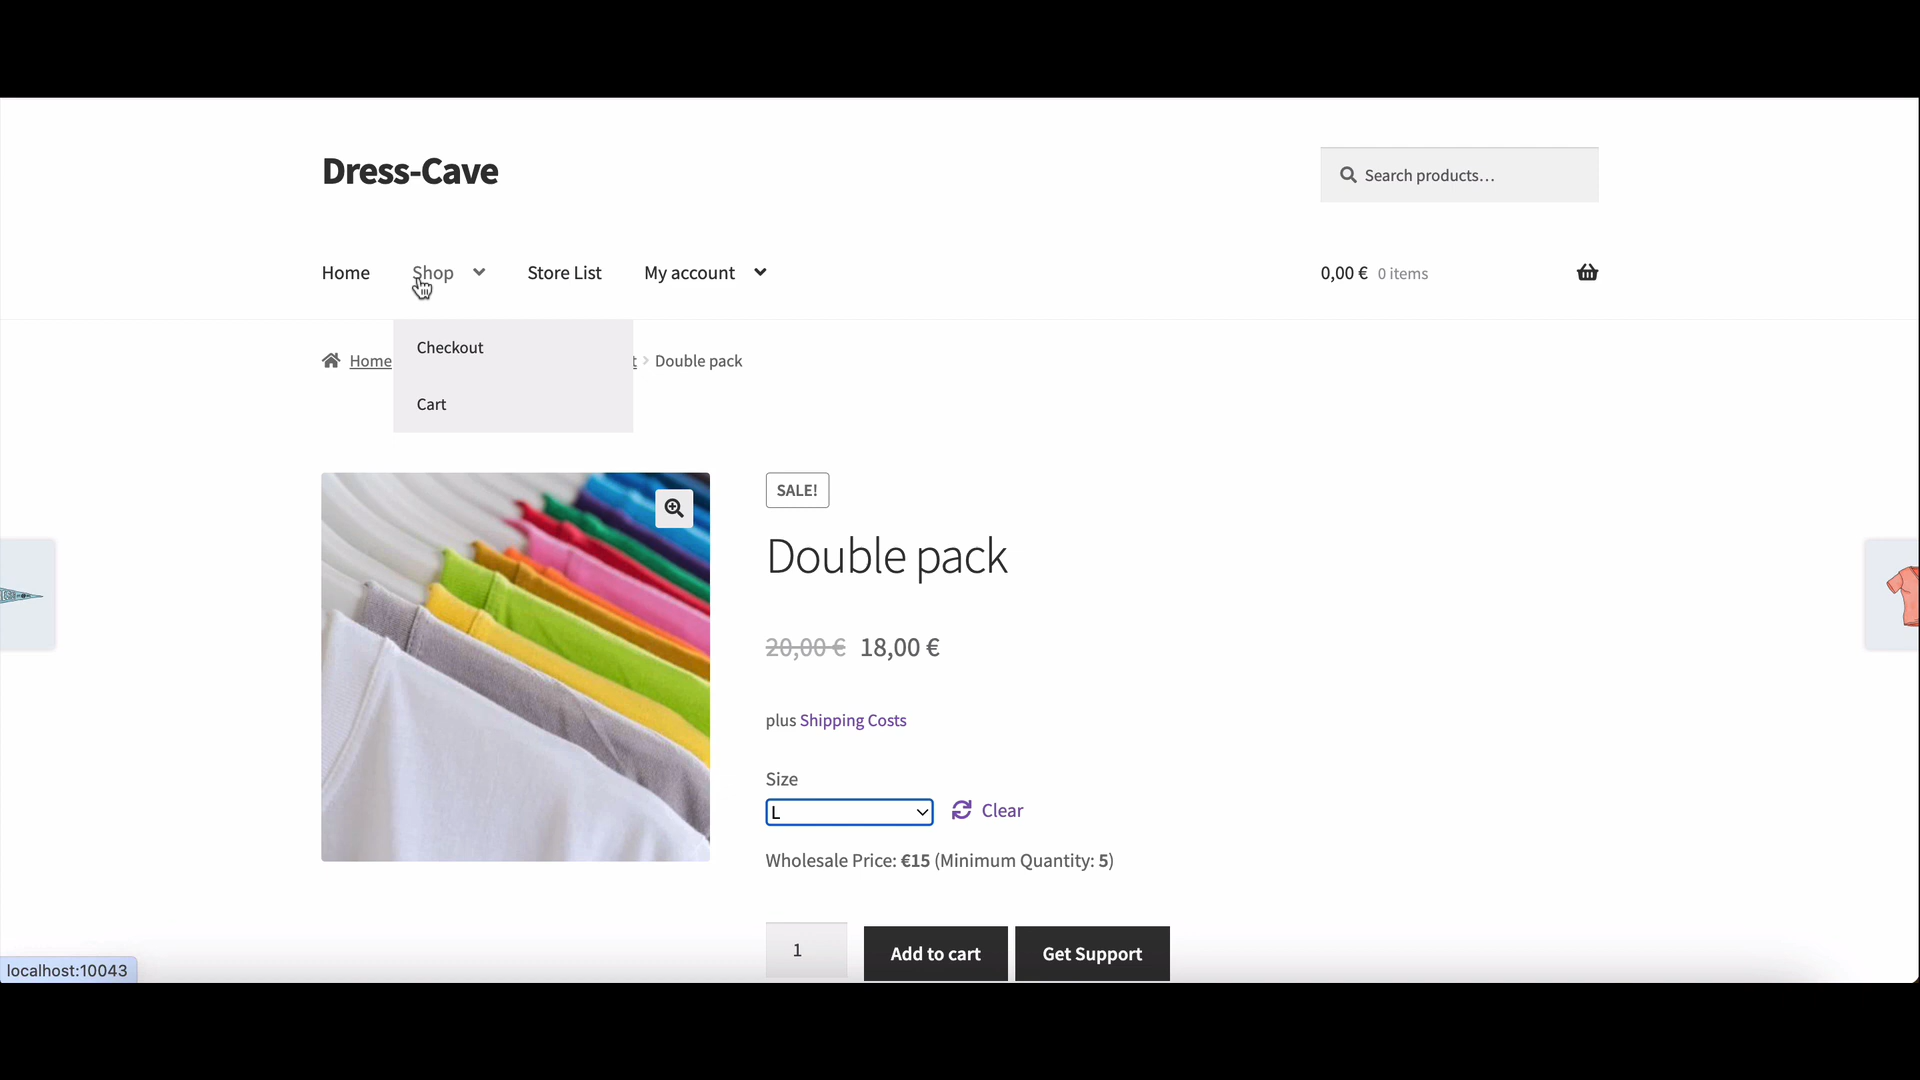 Dress-Cave
Search products…
Home Shop Store List My account
0,00 € 0 items
Checkout
Cart
Home t Double pack
SALE!
Double pack
20,00 € 18,00 €
plus Shipping Costs
Size
L Clear
Wholesale Price: €15 (Minimum Quantity: 5)
1 Add to cart Get Support
localhost:10043